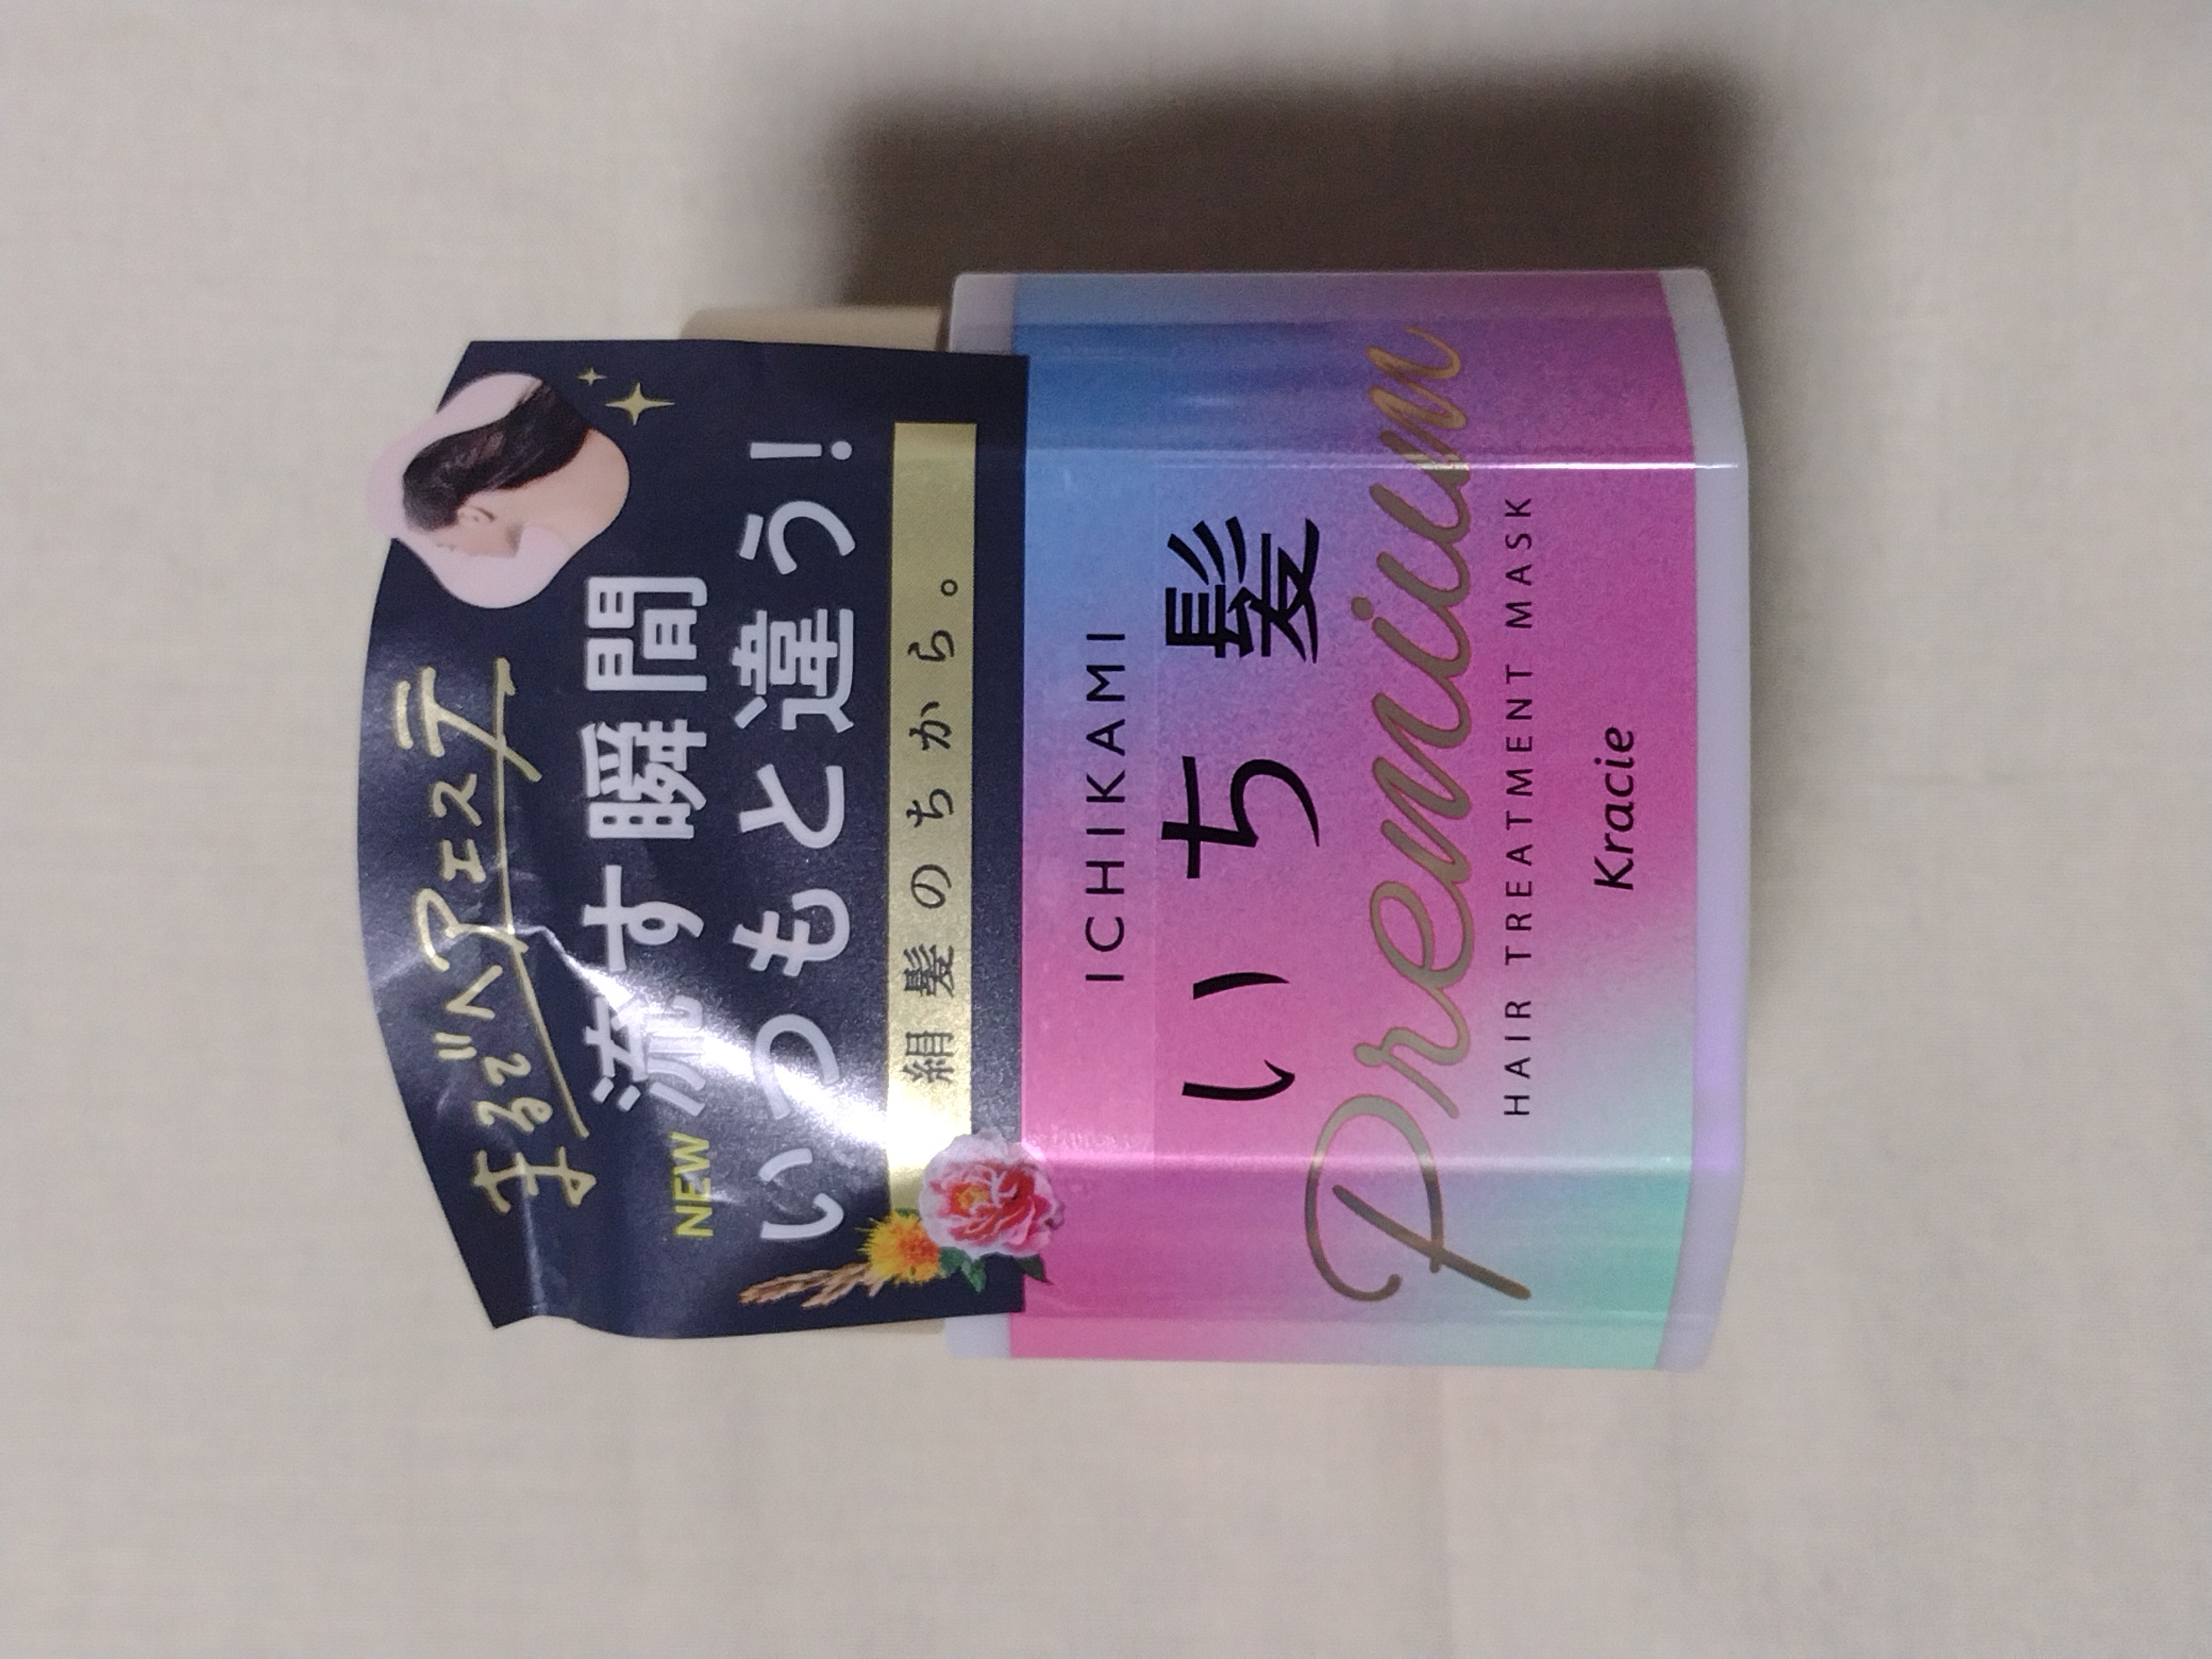 まるでヘアエステ
NEW
流す瞬間
いつもと違う!
絹髪のちから。
ICHIKAMI
いち髪
Premium
HAIR TREATMENT MASK
Kracie